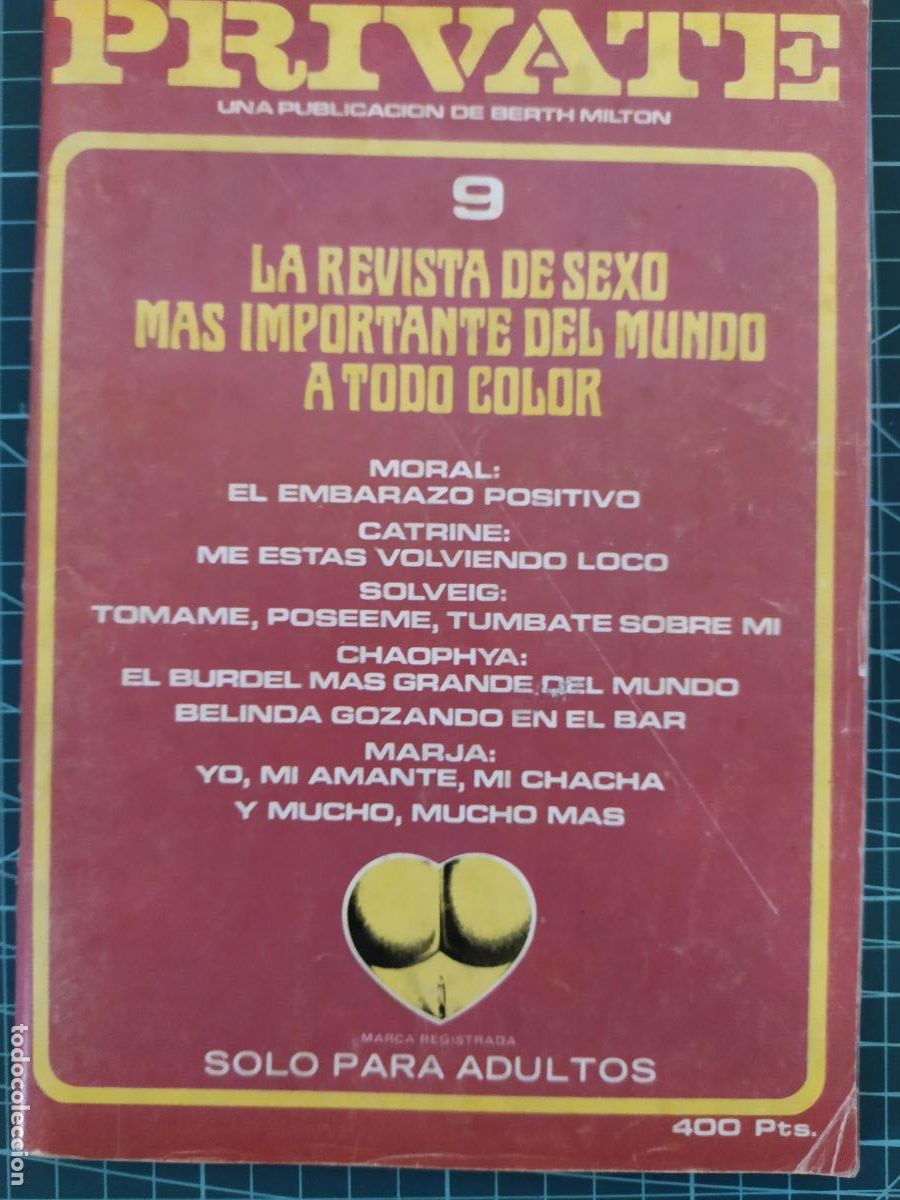 PRIVATE
UNA PUBLICACION DE BERTH MILTON
9
LA REVISTA DE SEXO
MAS IMPORTANTE DEL MUNDO
A TODO COLOR
MORAL:
EL EMBARAZO POSITIVO
CATRINE:
ME ESTAS VOLVIENDO LOCO
SOLVEIG:
TOMAME, POSEEME, TUMBATE SOBRE MI
CHAOPHYA:
EL BURDEL MAS GRANDE DEL MUNDO
BELINDA GOZANDO EN EL BAR
MARJA:
YO, MI AMANTE, MI CHACHA
Y MUCHO, MUCHO MAS
MARCA REGISTRADA
SOLO PARA ADULTOS
400 Pts.
todocoleccion.net